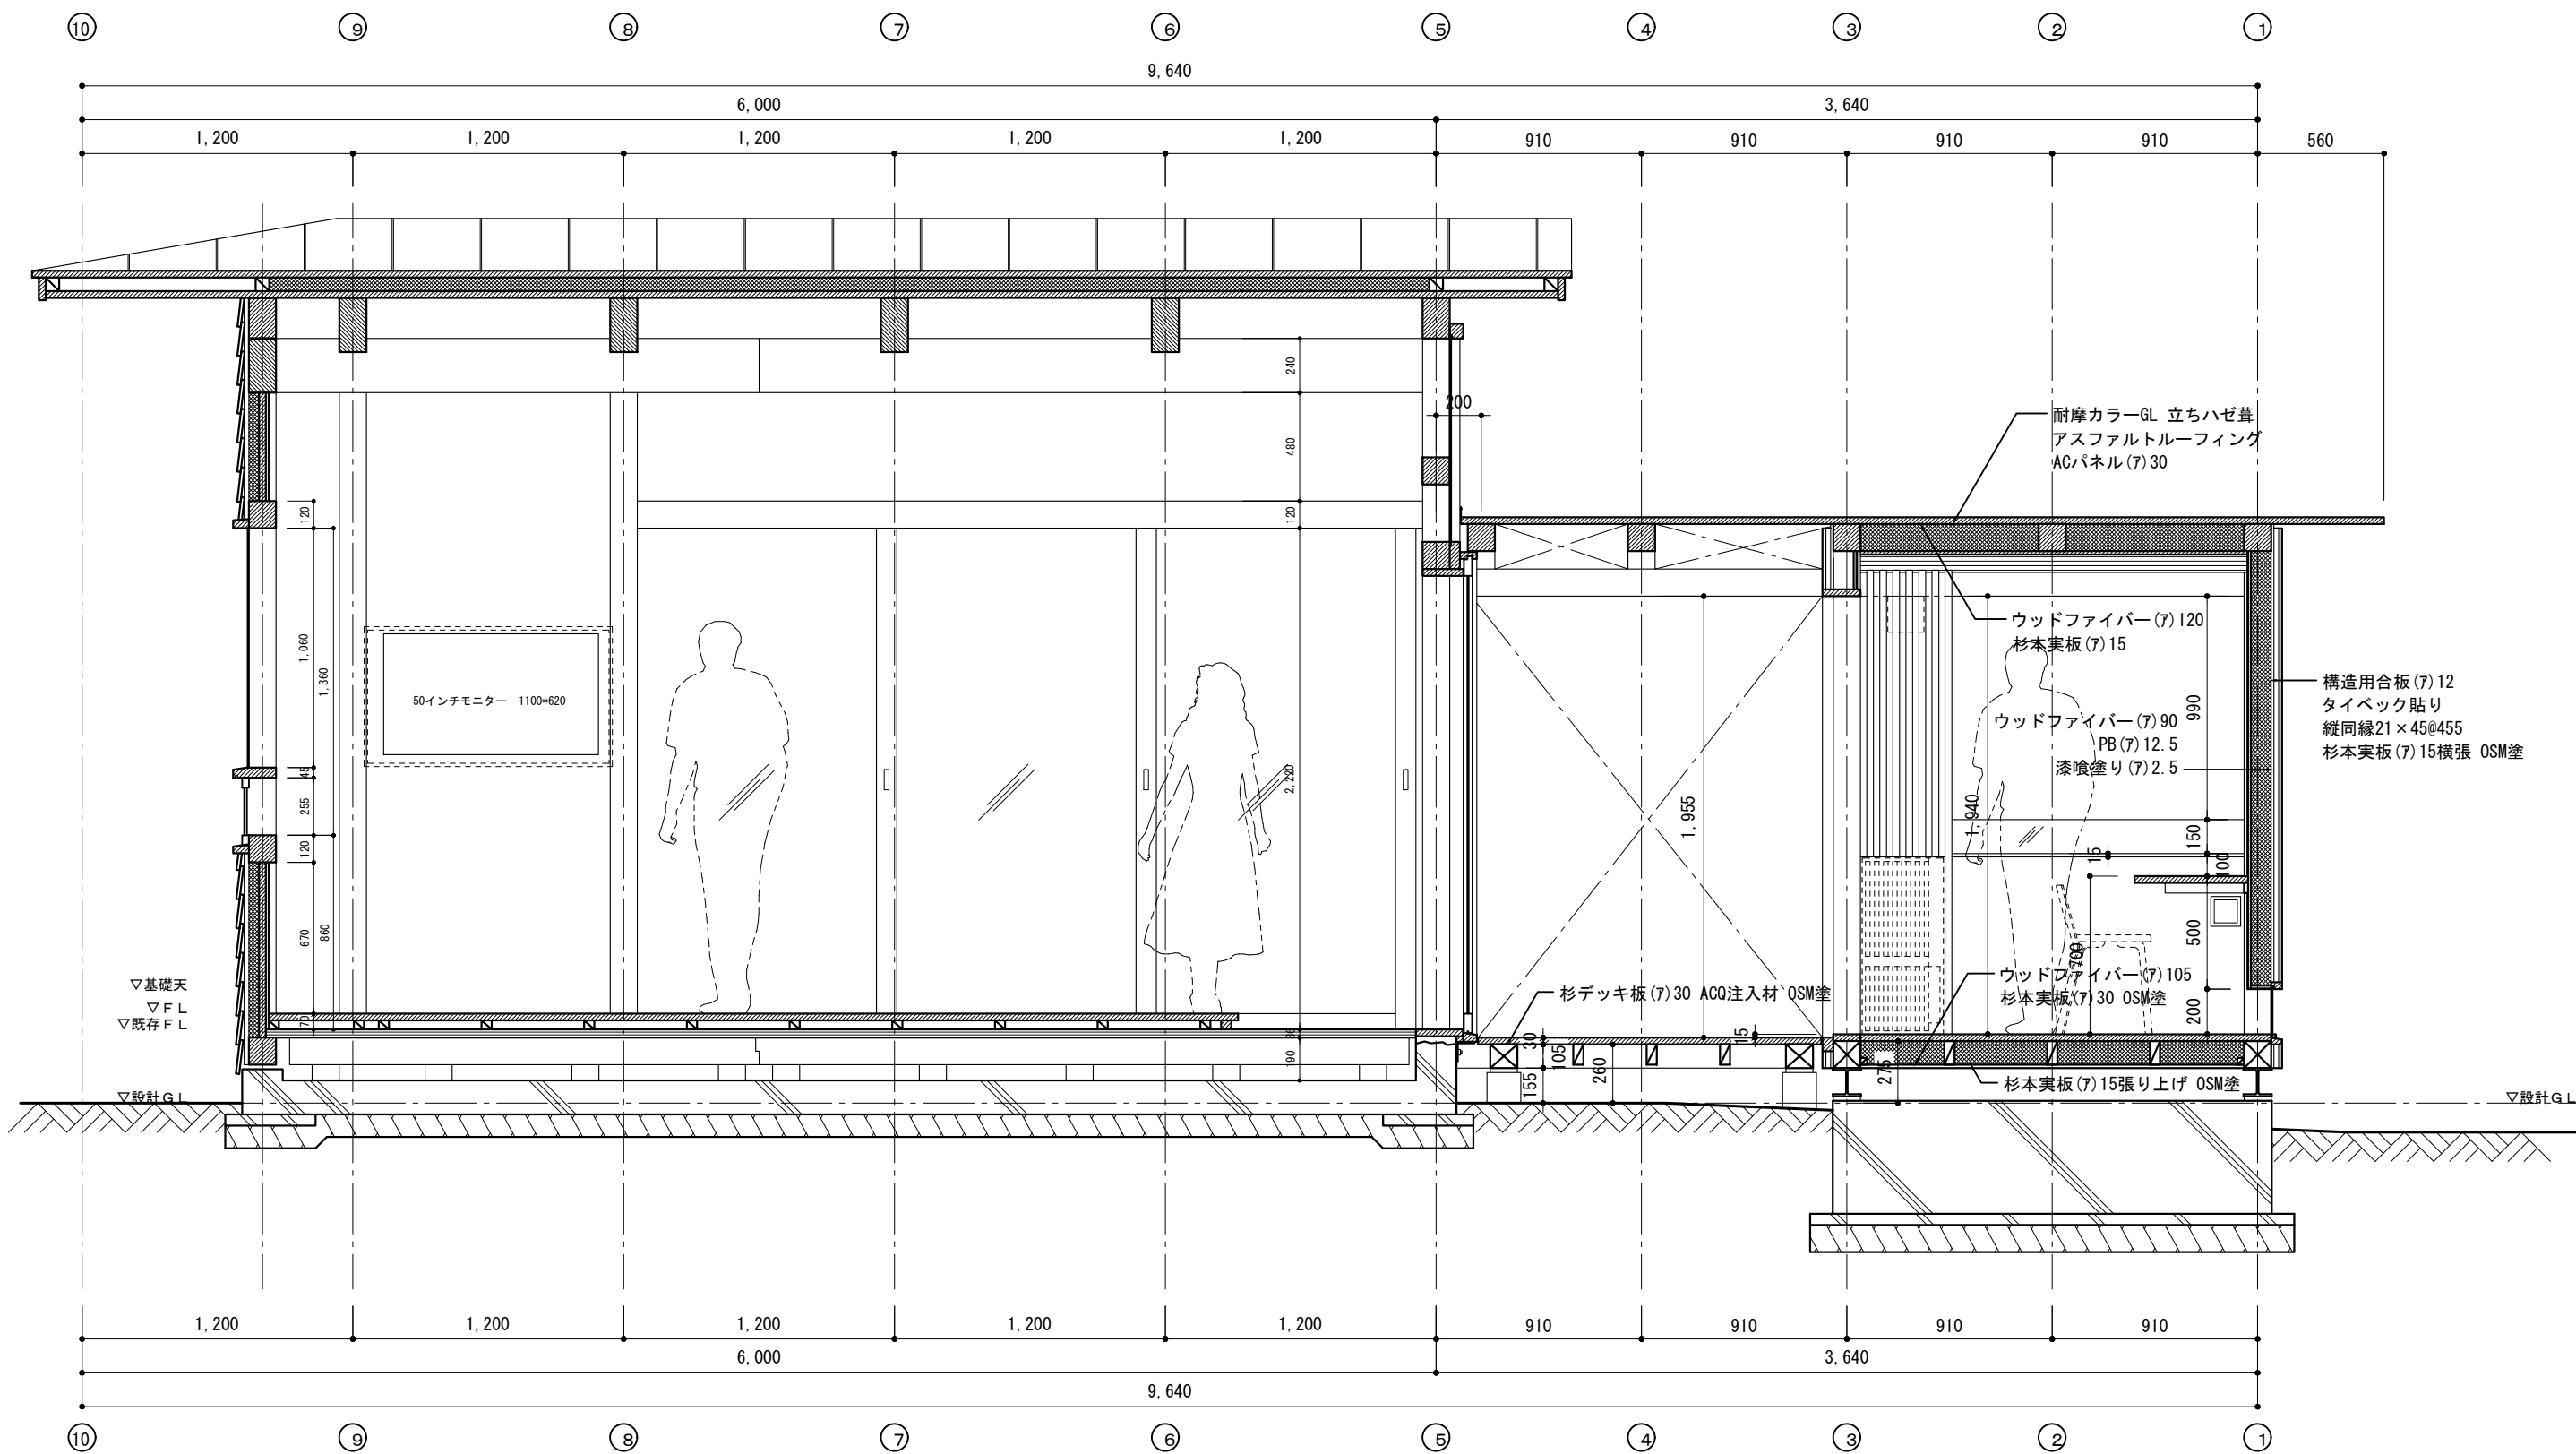 10 9 8 7 6 5 4 3 2 1
9,640
6,000 3,640
1,200 1,200 1,200 1,200 1,200 910 910 910 910 560
240
200
480
120
120
耐摩カラーGL 立ちハゼ葺
アスファルトルーフィング
ACパネル(ｱ)30
1,060
1,360
50インチモニター 1100*620
45
255
120
670
860
2,220
1,955
1,940
ウッドファイバー(ｱ)120
杉本実板(ｱ)15
構造用合板(ｱ)12
タイベック貼り
縦同縁21×45@455
杉本実板(ｱ)15横張 OSM塗
ウッドファイバー(ｱ)90
PB(ｱ)12.5
漆喰塗り(ｱ)2.5
990
150
15
100
500
700
200
▽基礎天
▽ＦＬ
▽既存ＦＬ
70
190
杉デッキ板(ｱ)30 ACQ注入材 OSM塗
ウッドファイバー(ｱ)105
杉本実板(ｱ)30 OSM塗
15
30
105
155
260
275
杉本実板(ｱ)15張り上げ OSM塗
▽設計ＧＬ
▽設計ＧＬ
1,200 1,200 1,200 1,200 1,200 910 910 910 910
6,000 3,640
9,640
10 9 8 7 6 5 4 3 2 1